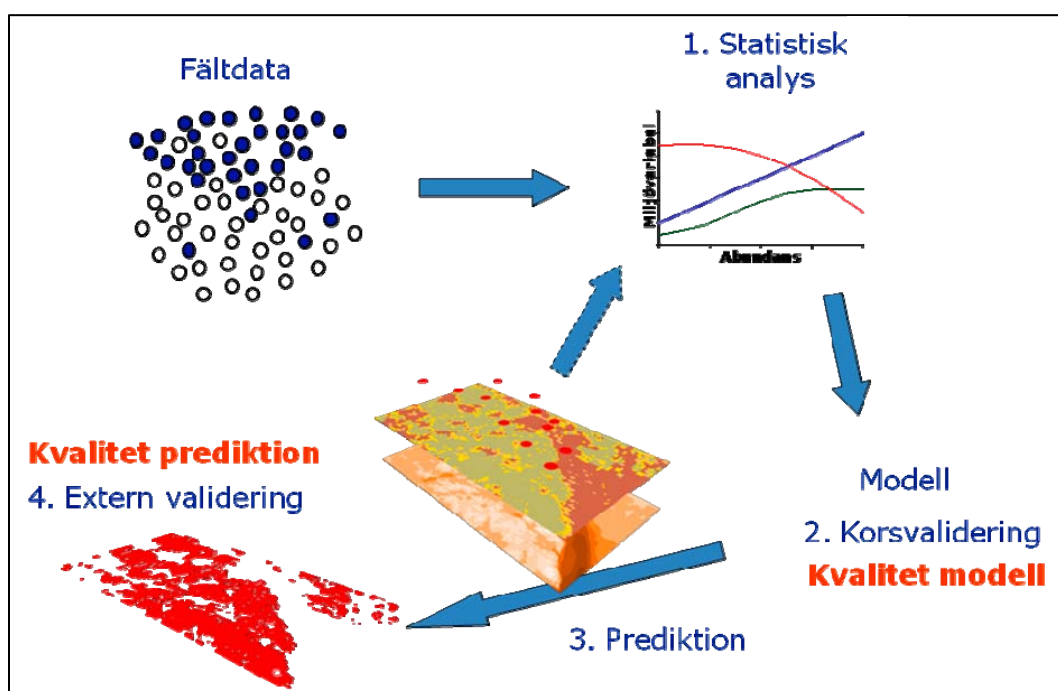 Fältdata
1. Statistisk
analys
Miljövariabel
Abundans
Kvalitet prediktion
4. Extern validering
Modell
2. Korsvalidering
Kvalitet modell
3. Prediktion